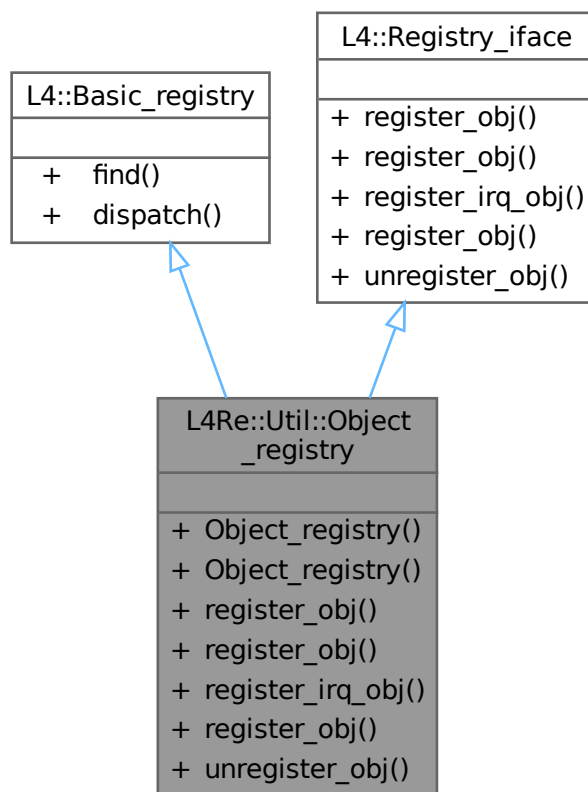 L4::Basic_registry
+ find()
+ dispatch()
L4::Registry_iface
+ register_obj()
+ register_obj()
+ register_irq_obj()
+ register_obj()
+ unregister_obj()
L4Re::Util::Object
_registry
+ Object_registry()
+ Object_registry()
+ register_obj()
+ register_obj()
+ register_irq_obj()
+ register_obj()
+ unregister_obj()